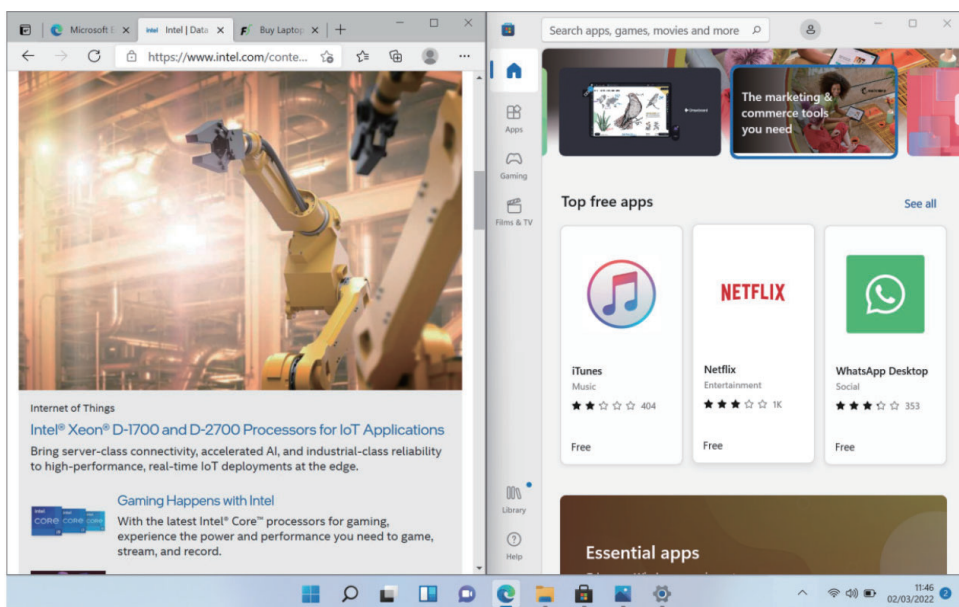 Microsoft E
Intel | Data
Buy Laptop
https://www.intel.com/conte...
Internet of Things
Intel® Xeon® D-1700 and D-2700 Processors for IoT Applications
Bring server-class connectivity, accelerated AI, and industrial-class reliability
to high-performance, real-time IoT deployments at the edge.
intel
CORE
CORE
CORE
Gaming Happens with Intel
With the latest Intel® Core™ processors for gaming,
experience the power and performance you need to game,
stream, and record.
Search apps, games, movies and more
Apps
Gaming
Films & TV
Library
Help
The marketing &
commerce tools
you need
Top free apps
See all
iTunes
Music
404
Free
NETFLIX
Netflix
Entertainment
1K
Free
WhatsApp Desktop
Social
353
Free
Essential apps
11:46
02/03/2022
2